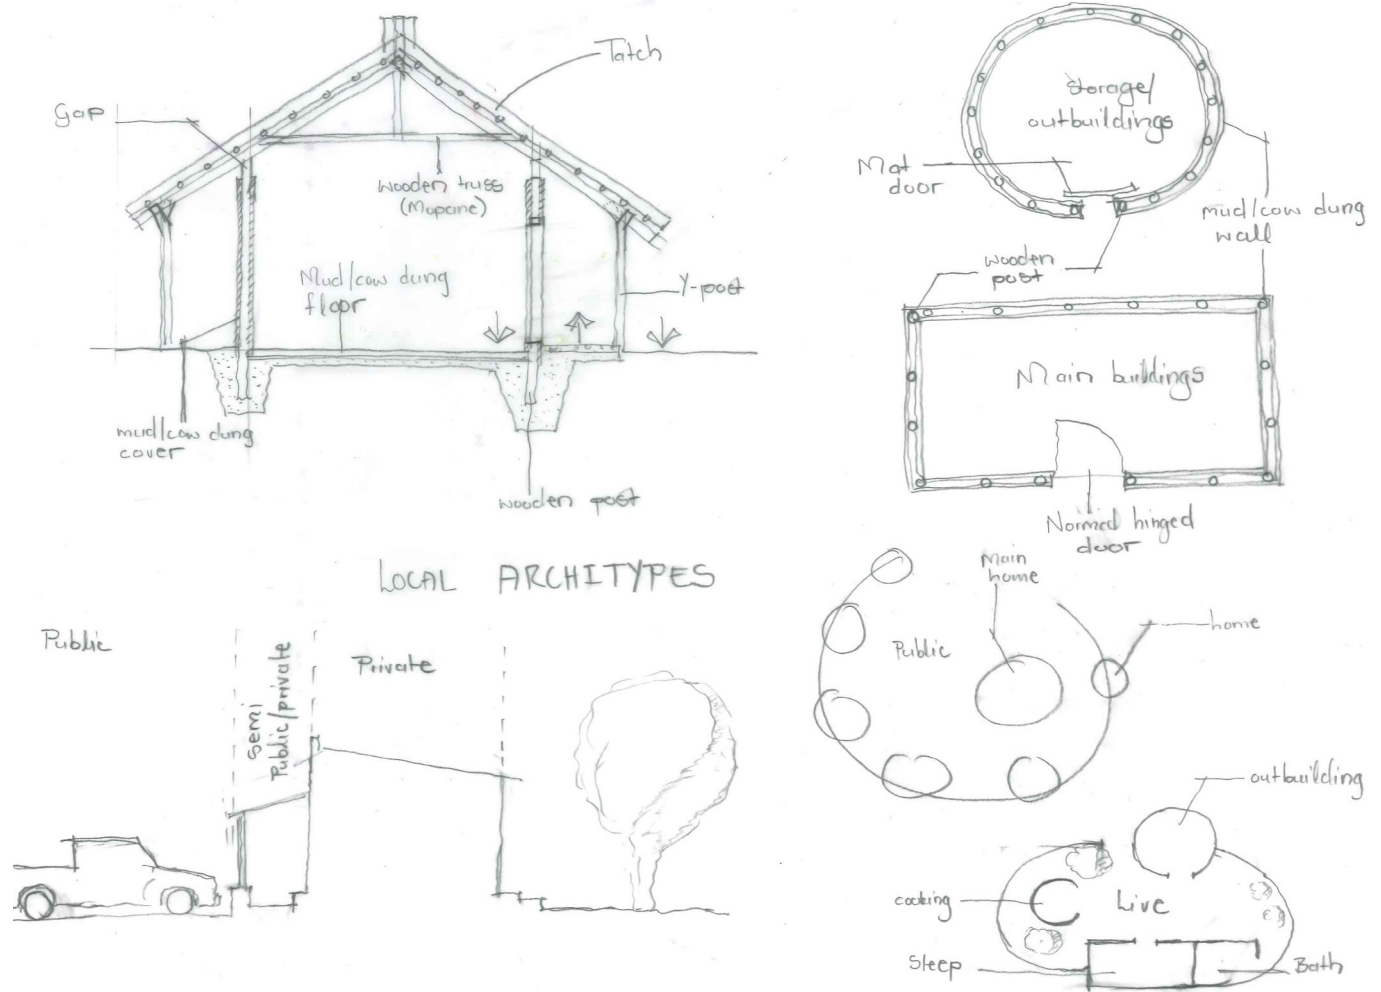 Tatch
Gap
wooden truss
(Mopane)
Mud/cow dung
floor
Y-post
mud/cow dung
cover
wooden post
Storage/
outbuildings
Mat
door
mud/cow dung
wall
wooden
post
Main buildings
Normal hinged
door
LOCAL ARCHITYPES
Public
Semi
Public/private
Private
Main
home
Public
home
outbuilding
cooking
Live
Sleep
Bath